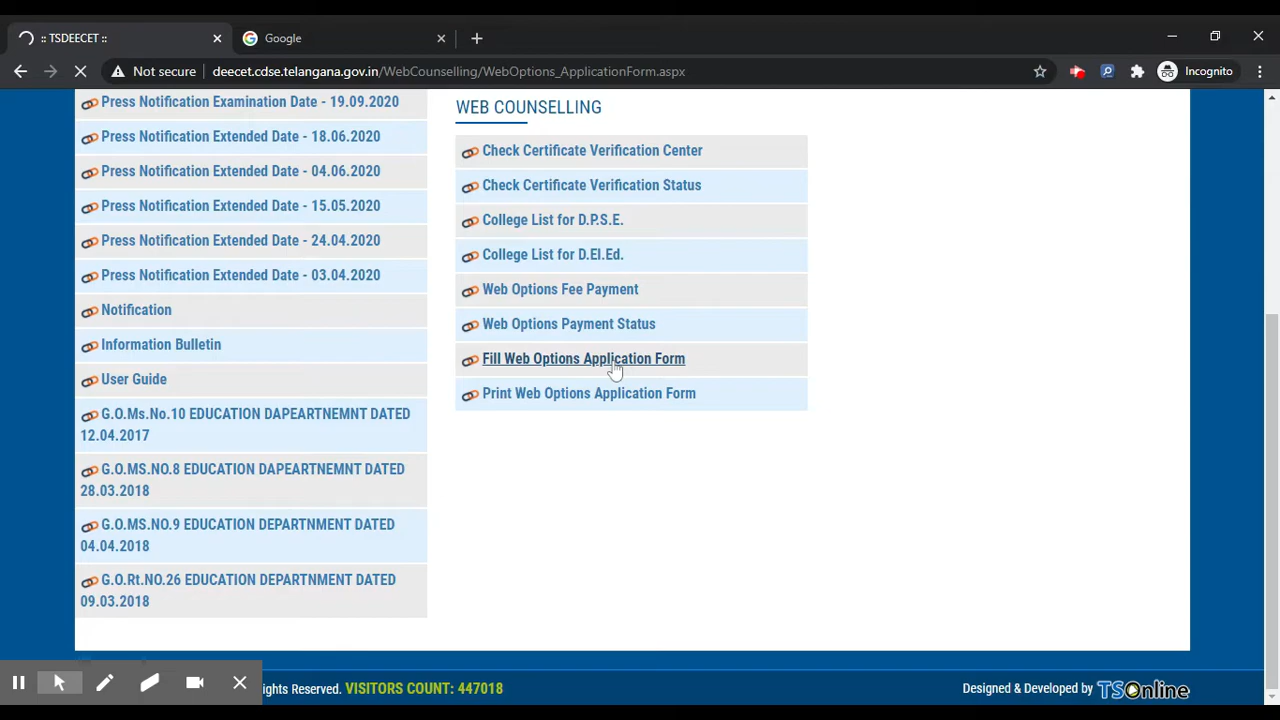 :: TSDEECET ::
Google
Not secure
deecet.cdse.telangana.gov.in/WebCounselling/WebOptions_ApplicationForm.aspx
Incognito
Press Notification Examination Date - 19.09.2020
Press Notification Extended Date - 18.06.2020
Press Notification Extended Date - 04.06.2020
Press Notification Extended Date - 15.05.2020
Press Notification Extended Date - 24.04.2020
Press Notification Extended Date - 03.04.2020
Notification
Information Bulletin
User Guide
G.O.Ms.No.10 EDUCATION DAPEARTNEMNT DATED
12.04.2017
G.O.MS.NO.8 EDUCATION DAPEARTNEMNT DATED
28.03.2018
G.O.MS.NO.9 EDUCATION DEPARTNMENT DATED
04.04.2018
G.O.Rt.NO.26 EDUCATION DEPARTNMENT DATED
09.03.2018
WEB COUNSELLING
Check Certificate Verification Center
Check Certificate Verification Status
College List for D.P.S.E.
College List for D.El.Ed.
Web Options Fee Payment
Web Options Payment Status
Fill Web Options Application Form
Print Web Options Application Form
ights Reserved. VISITORS COUNT: 447018
Designed & Developed by TSOnline